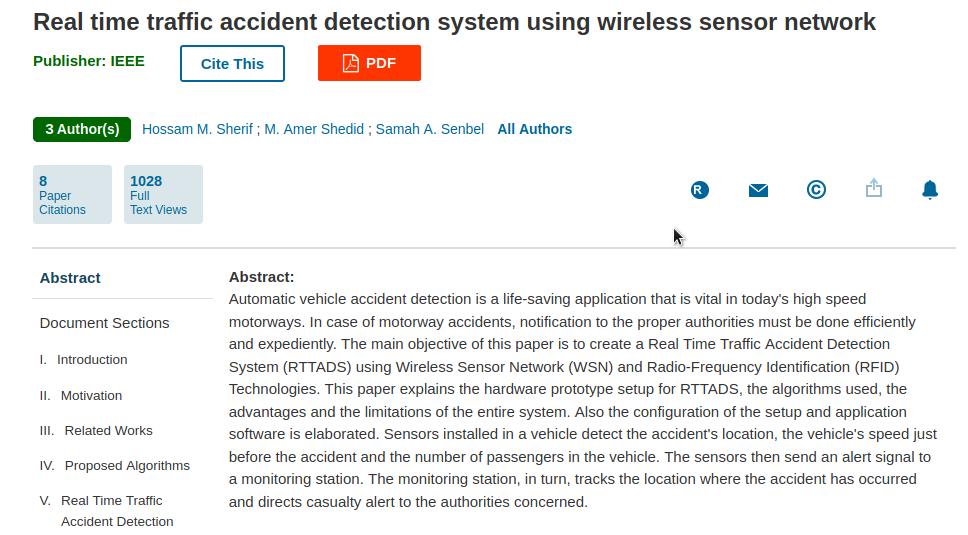 Real time traffic accident detection system using wireless sensor network
Publisher: IEEE
Cite This
PDF
3 Author(s)
Hossam M. Sherif ; M. Amer Shedid ; Samah A. Senbel
All Authors
8
Paper
Citations
1028
Full
Text Views
R
C
Abstract
Document Sections
I. Introduction
II. Motivation
III. Related Works
IV. Proposed Algorithms
V. Real Time Traffic
Accident Detection
Abstract:
Automatic vehicle accident detection is a life-saving application that is vital in today's high speed
motorways. In case of motorway accidents, notification to the proper authorities must be done efficiently
and expediently. The main objective of this paper is to create a Real Time Traffic Accident Detection
System (RTTADS) using Wireless Sensor Network (WSN) and Radio-Frequency Identification (RFID)
Technologies. This paper explains the hardware prototype setup for RTTADS, the algorithms used, the
advantages and the limitations of the entire system. Also the configuration of the setup and application
software is elaborated. Sensors installed in a vehicle detect the accident's location, the vehicle's speed just
before the accident and the number of passengers in the vehicle. The sensors then send an alert signal to
a monitoring station. The monitoring station, in turn, tracks the location where the accident has occurred
and directs casualty alert to the authorities concerned.